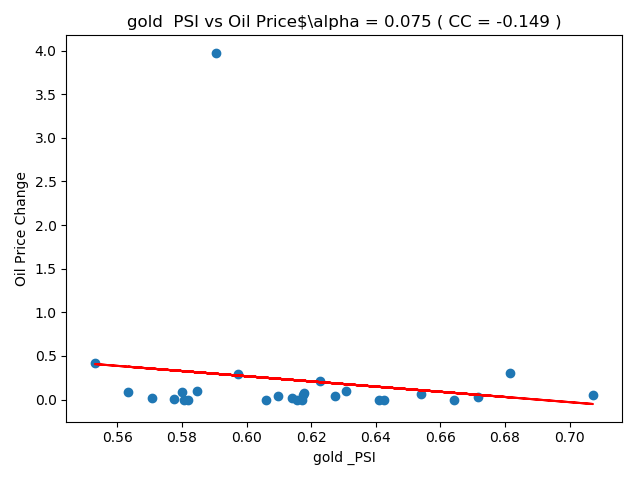 gold  PSI vs Oil Price$\alpha = 0.075 ( CC = -0.149 )
4.0
3.5
3.0
2.5
2.0
1.5
1.0
0.5
0.0
Oil Price Change
0.56 0.58 0.60 0.62 0.64 0.66 0.68 0.70
gold _PSI